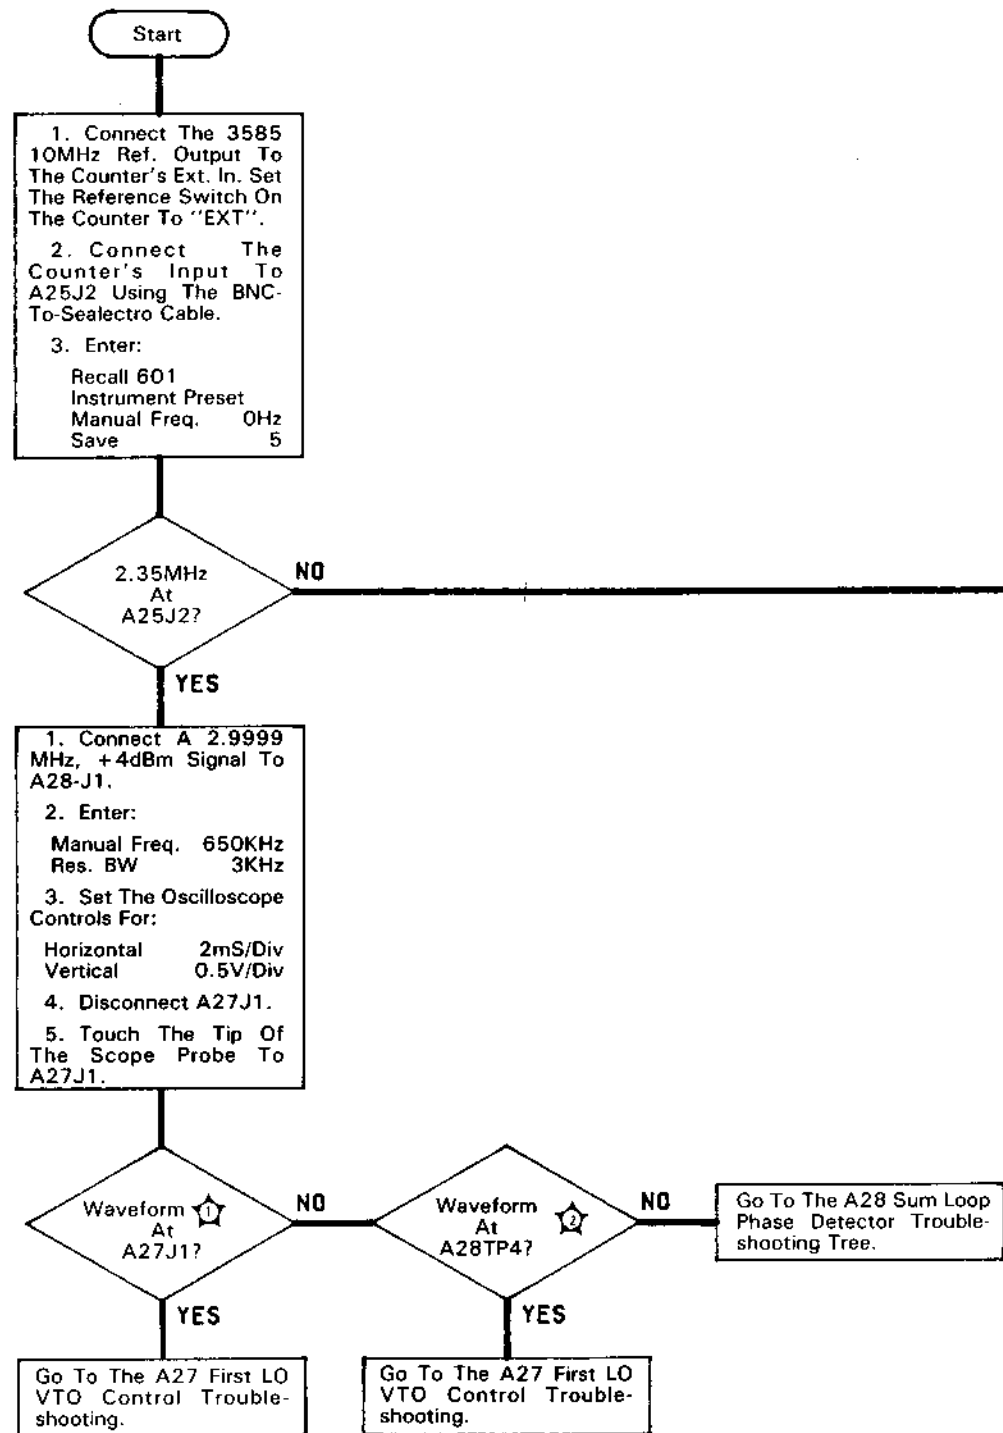 Start
1. Connect The 3585
10MHz Ref. Output To
The Counter's Ext. In. Set
The Reference Switch On
The Counter To "EXT".
2. Connect The
Counter's Input To
A25J2 Using The BNC-
To-Sealectro Cable.
3. Enter:
Recall 601
Instrument Preset
Manual Freq. 0Hz
Save 5
2.35MHz
At
A25J2?
NO
YES
1. Connect A 2.9999
MHz, +4dBm Signal To
A28-J1.
2. Enter:
Manual Freq. 650KHz
Res. BW 3KHz
3. Set The Oscilloscope
Controls For:
Horizontal 2mS/Div
Vertical 0.5V/Div
4. Disconnect A27J1.
5. Touch The Tip Of
The Scope Probe To
A27J1.
Waveform 1
At
A27J1?
NO
YES
Waveform 2
At
A28TP4?
NO
YES
Go To The A28 Sum Loop
Phase Detector Trouble-
shooting Tree.
Go To The A27 First LO
VTO Control Trouble-
shooting.
Go To The A27 First LO
VTO Control Trouble-
shooting.